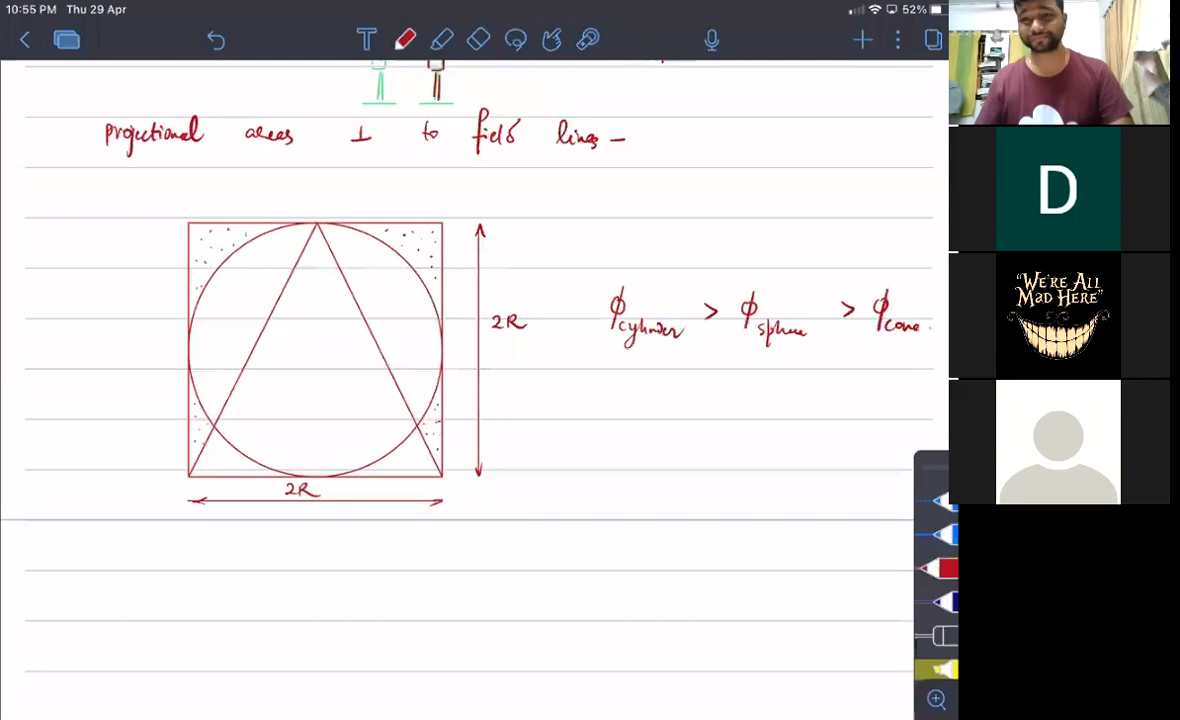 10:55 PM Thu 29 Apr
52%
projectional areas ⊥ to field lines –
D
"WE'RE ALL
MAD HERE"
2R
ϕcylinder > ϕsphere > ϕcone.
2R